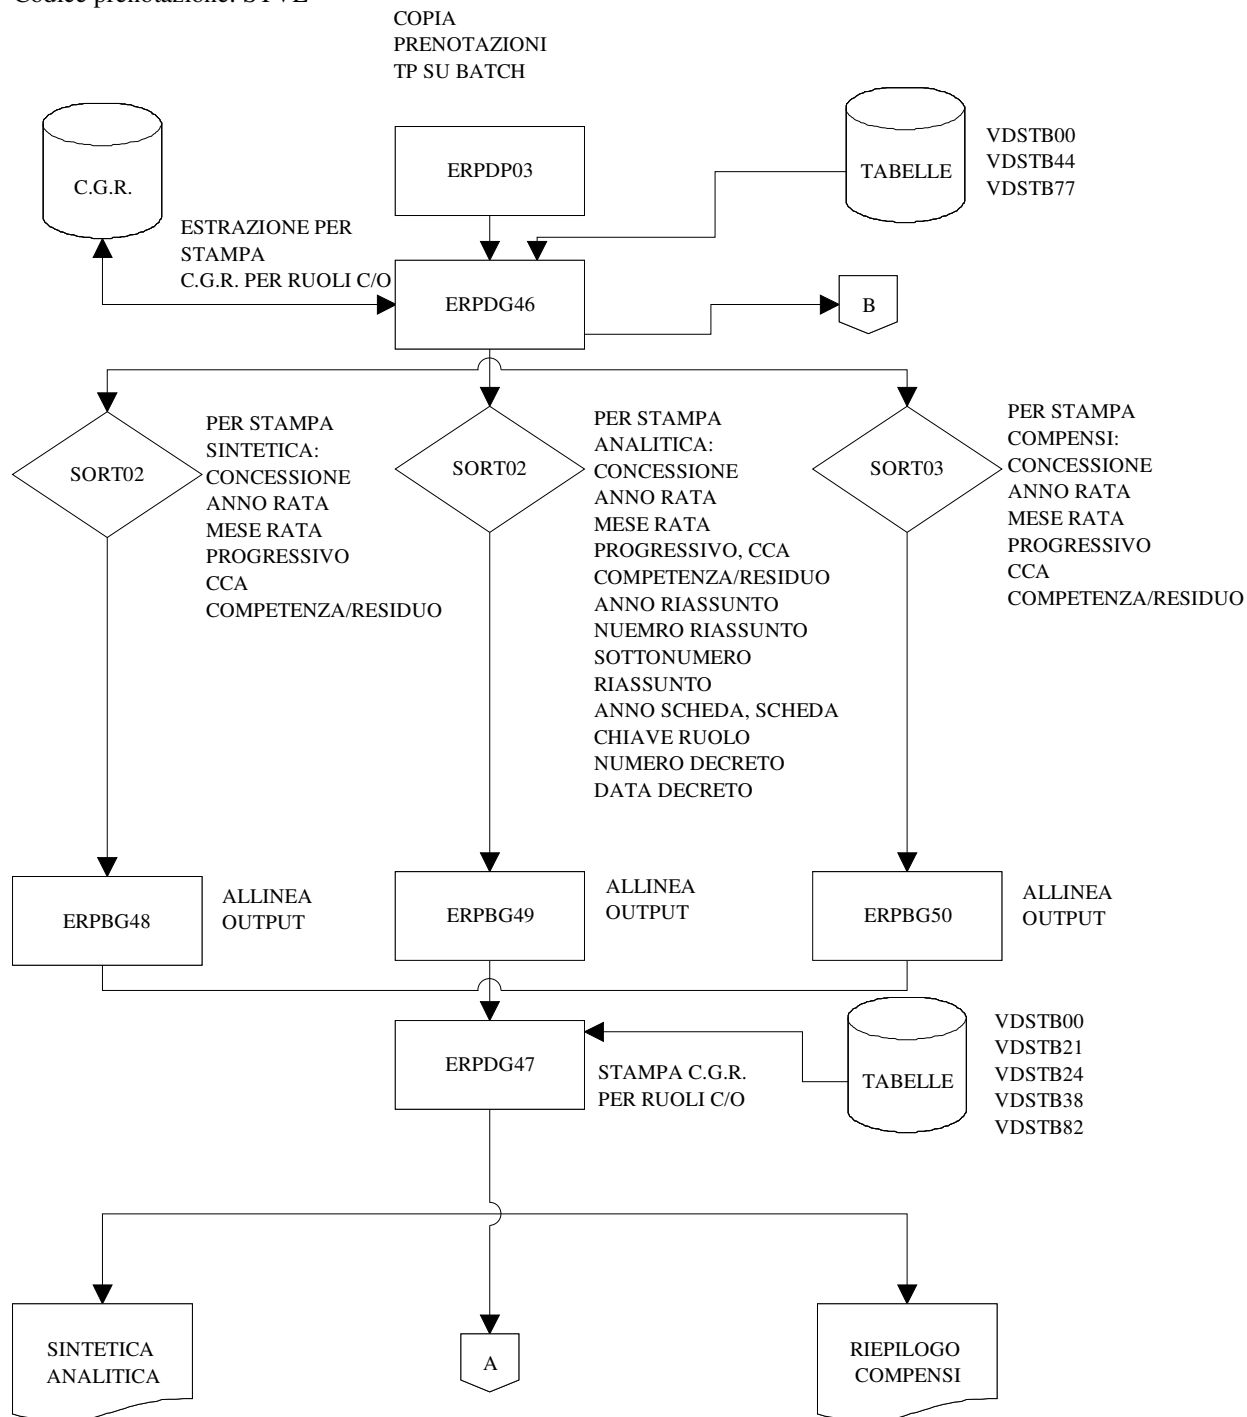 COPIA
PRENOTAZIONI
TP SU BATCH
C.G.R.
ERPDP03
TABELLE
VDSTB00
VDSTB44
VDSTB77
ESTRAZIONE PER
STAMPA
C.G.R. PER RUOLI C/O
ERPDG46
B
SORT02
PER STAMPA
SINTETICA:
CONCESSIONE
ANNO RATA
MESE RATA
PROGRESSIVO
CCA
COMPETENZA/RESIDUO
SORT02
PER STAMPA
ANALITICA:
CONCESSIONE
ANNO RATA
MESE RATA
PROGRESSIVO, CCA
COMPETENZA/RESIDUO
ANNO RIASSUNTO
NUEMRO RIASSUNTO
SOTTONUMERO
RIASSUNTO
ANNO SCHEDA, SCHEDA
CHIAVE RUOLO
NUMERO DECRETO
DATA DECRETO
SORT03
PER STAMPA
COMPENSI:
CONCESSIONE
ANNO RATA
MESE RATA
PROGRESSIVO
CCA
COMPETENZA/RESIDUO
ERPBG48
ALLINEA
OUTPUT
ERPBG49
ALLINEA
OUTPUT
ERPBG50
ALLINEA
OUTPUT
ERPDG47
STAMPA C.G.R.
PER RUOLI C/O
TABELLE
VDSTB00
VDSTB21
VDSTB24
VDSTB38
VDSTB82
SINTETICA
ANALITICA
A
RIEPILOGO
COMPENSI